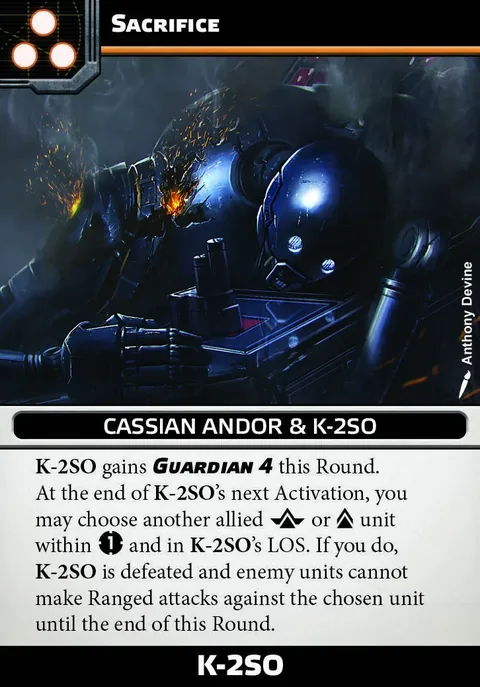 SACRIFICE
Anthony Devine
CASSIAN ANDOR & K-2SO
K-2SO gains GUARDIAN 4 this Round.
At the end of K-2SO's next Activation, you
may choose another allied or unit
within 1 and in K-2SO's LOS. If you do,
K-2SO is defeated and enemy units cannot
make Ranged attacks against the chosen unit
until the end of this Round.
K-2SO